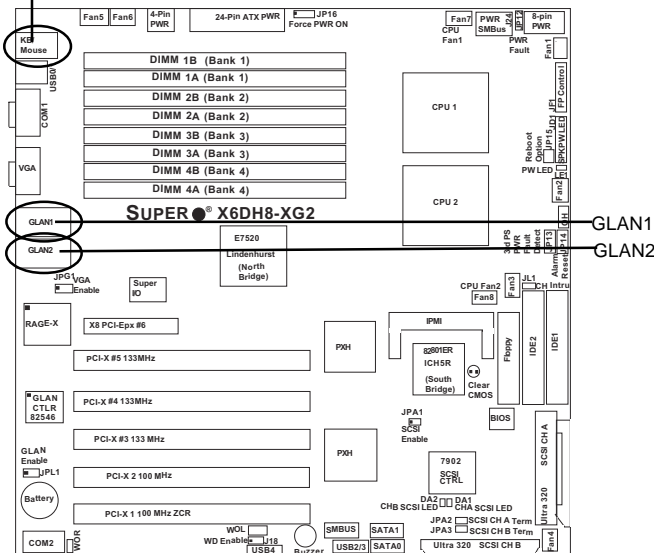 Fan5 Fan6 4-Pin PWR 24-Pin ATX PWR JP16 Force PWR ON
Fan7 CPU Fan1 PWR SMBus J24 JP12 PWR Fault 8-pin PWR
KB/ Mouse
Fan1
USB0/
DIMM 1B (Bank 1)
DIMM 1A (Bank 1)
DIMM 2B (Bank 2)
DIMM 2A (Bank 2)
DIMM 3B (Bank 3)
DIMM 3A (Bank 3)
DIMM 4B (Bank 4)
DIMM 4A (Bank 4)
COM1
VGA
CPU 1
CPU 2
JF1 FP Control
JD1 SPKPW LED
Reboot Option JP15
PW LED
Fan2
GLAN1
GLAN2
SUPER ® X6DH8-XG2
E7520
Lindenhurst
(North
Bridge)
GLAN1
GLAN2
3rd PS PWR Fault Detect JP13
Alarm Reset JP14
JPG1 VGA Enable
Super IO
CPU Fan2
Fan8
Fan3
JL1
CH Intru
RAGE-X
X8 PCI-Epx #6
PXH
IPMI
82801ER
ICH5R
(South
Bridge)
Clear
CMOS
Floppy
IDE2
IDE1
PCI-X #5 133MHz
GLAN
CTLR
82546
PCI-X #4 133MHz
JPA1
SCSI
Enable
BIOS
PCI-X #3 133 MHz
PXH
GLAN
Enable
JPL1
7902
SCSI
CTRL
SCSI CH A
Ultra 320
PCI-X 2 100 MHz
Battery
DA2 DA1
CHB SCSI LED CHA SCSI LED
PCI-X 1 100 MHz ZCR
JPA2 SCSI CH A Term
JPA3 SCSI CH B Term
COM2
WOR
WOL
WD Enable J18
USB4
Buzzer
SMBUS
SATA1
USB2/3
SATA0
Ultra 320 SCSI CH B
Fan4